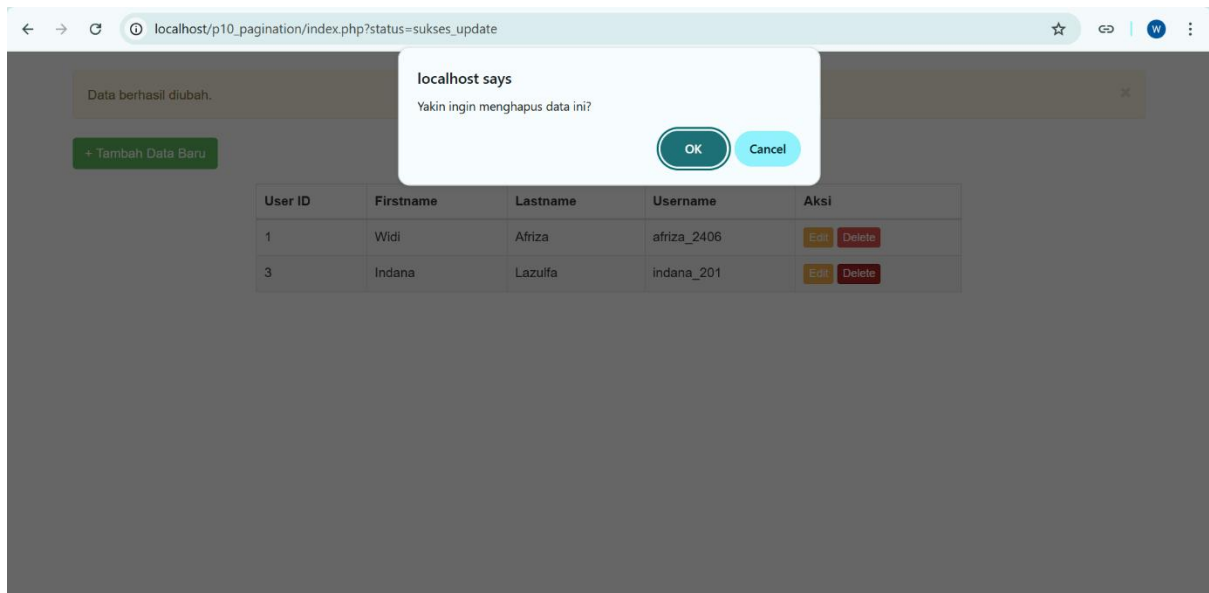 localhost/p10_pagination/index.php?status=sukses_update
W
localhost says
Yakin ingin menghapus data ini?
OK Cancel
Data berhasil diubah. ×
+ Tambah Data Baru
User ID Firstname Lastname Username Aksi
1 Widi Afriza afriza_2406 Edit Delete
3 Indana Lazulfa indana_201 Edit Delete